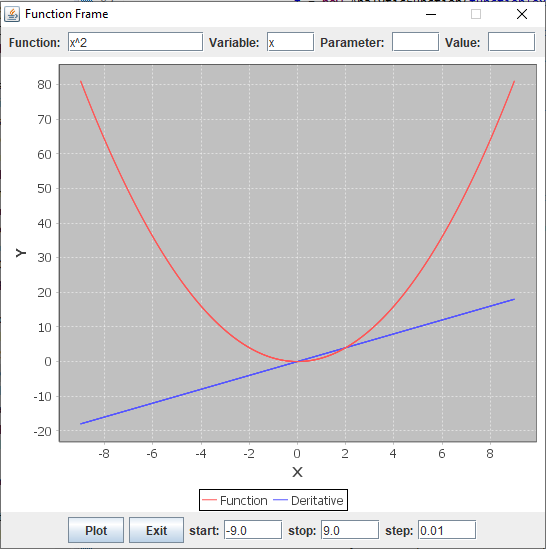 Function Frame
Function: x^2 Variable: x Parameter: Value:
80
70
60
50
40
30
20
10
0
-10
-20
Y
-8 -6 -4 -2 0 2 4 6 8
X
Function Deritative
Plot Exit start: -9.0 stop: 9.0 step: 0.01